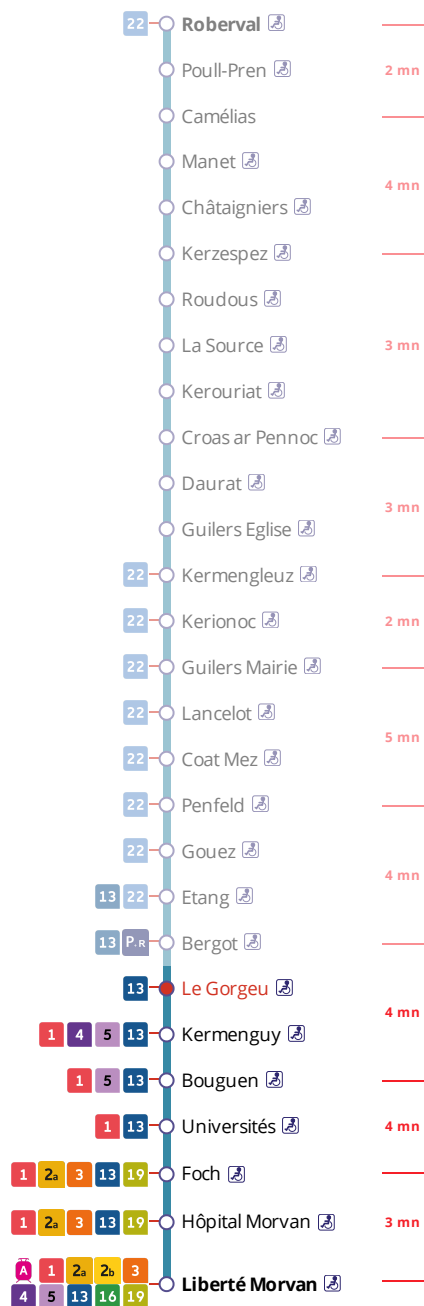 22 Roberval
Poull-Pren 2 mn
Camélias
Manet
4 mn
Châtaigniers
Kerzespez
Roudous
La Source 3 mn
Kerouriat
Croas ar Pennoc
Daurat
3 mn
Guilers Eglise
22 Kermengleuz
22 Kerionoc 2 mn
22 Guilers Mairie
22 Lancelot
5 mn
22 Coat Mez
22 Penfeld
22 Gouez
4 mn
13 22 Etang
13 P+R Bergot
13 Le Gorgeu
4 mn
1 4 5 13 Kermenguy
1 5 13 Bouguen
1 13 Universités 4 mn
1 2a 3 13 19 Foch
1 2a 3 13 19 Hôpital Morvan 3 mn
A 1 2a 2b 3
4 5 13 16 19 Liberté Morvan